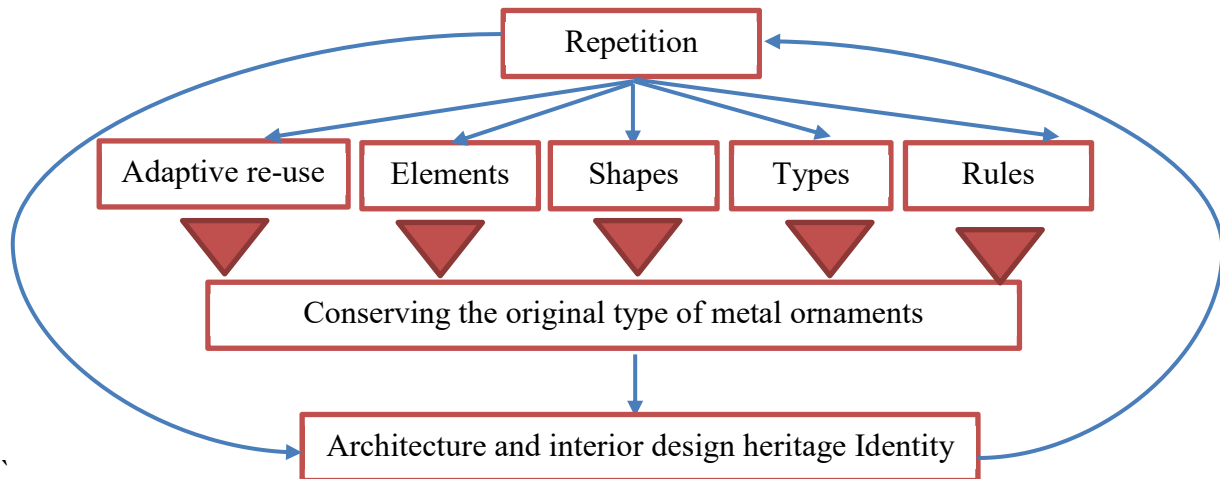 Repetition
Adaptive re-use
Elements
Shapes
Types
Rules
Conserving the original type of metal ornaments
Architecture and interior design heritage Identity
`